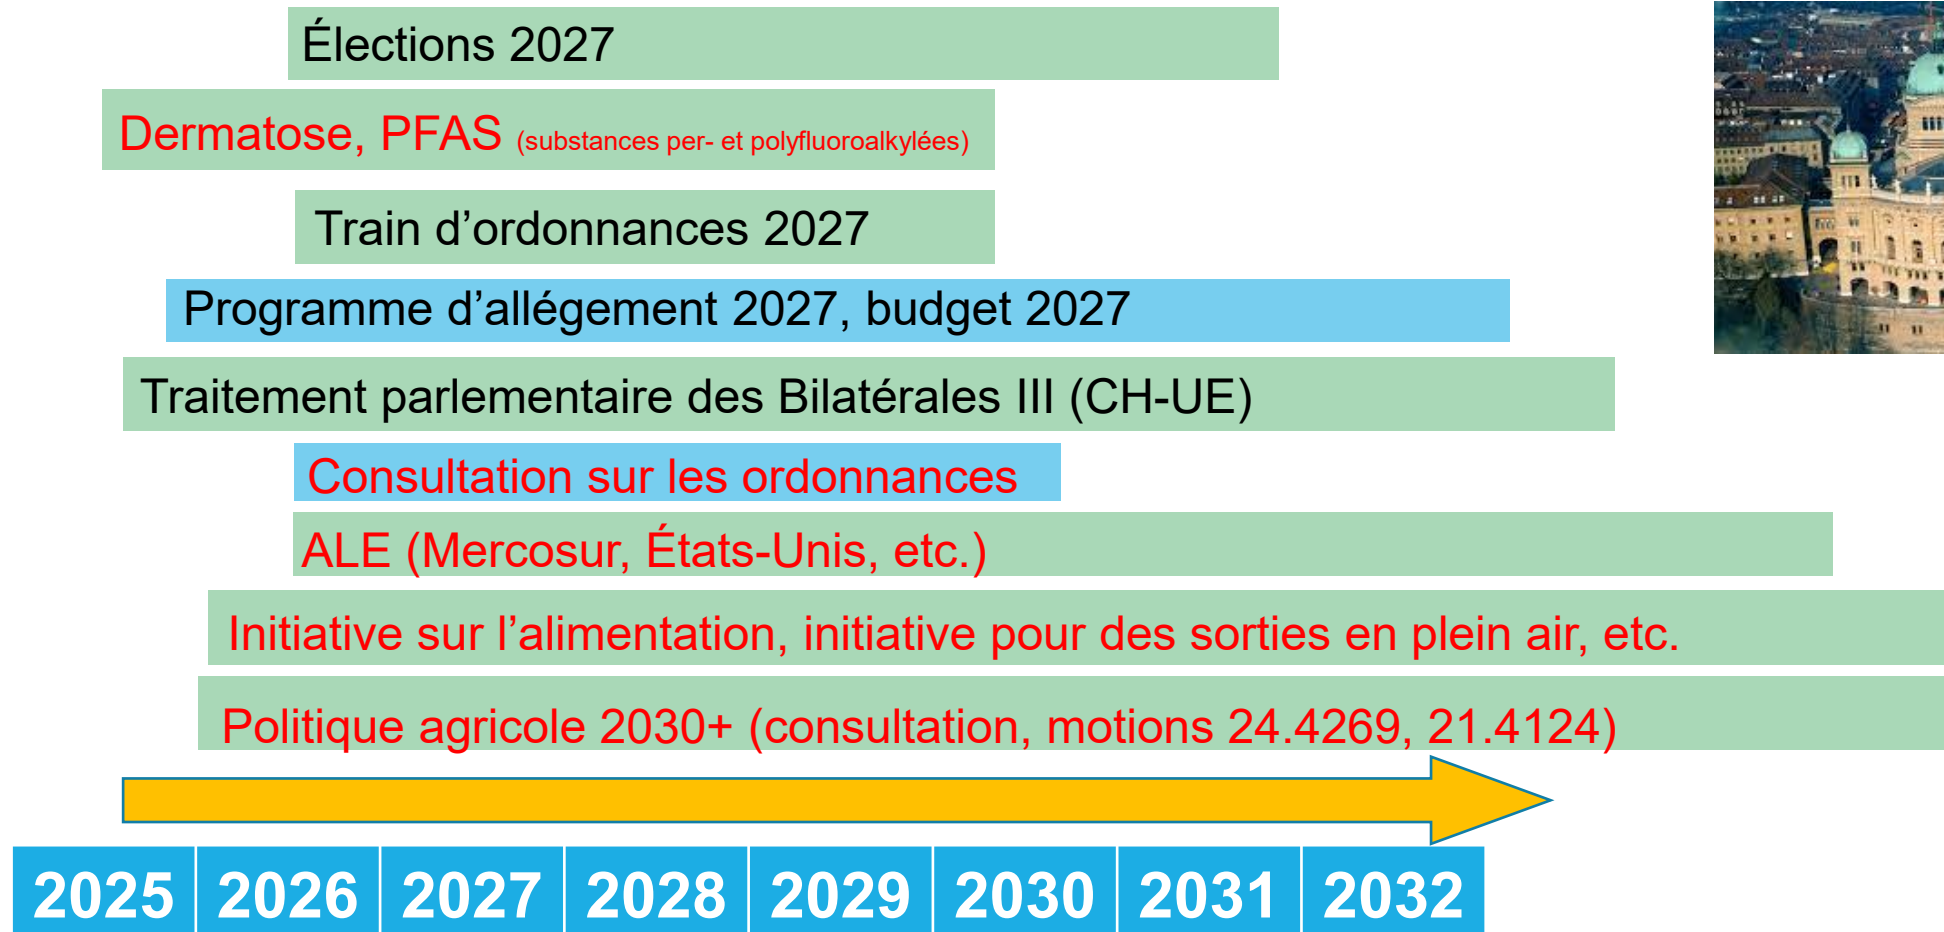 Élections 2027
Dermatose, PFAS (substances per- et polyfluoroalkylées)
Train d’ordonnances 2027
Programme d’allégement 2027, budget 2027
Traitement parlementaire des Bilatérales III (CH-UE)
Consultation sur les ordonnances
ALE (Mercosur, États-Unis, etc.)
Initiative sur l’alimentation, initiative pour des sorties en plein air, etc.
Politique agricole 2030+ (consultation, motions 24.4269, 21.4124)
2025 2026 2027 2028 2029 2030 2031 2032